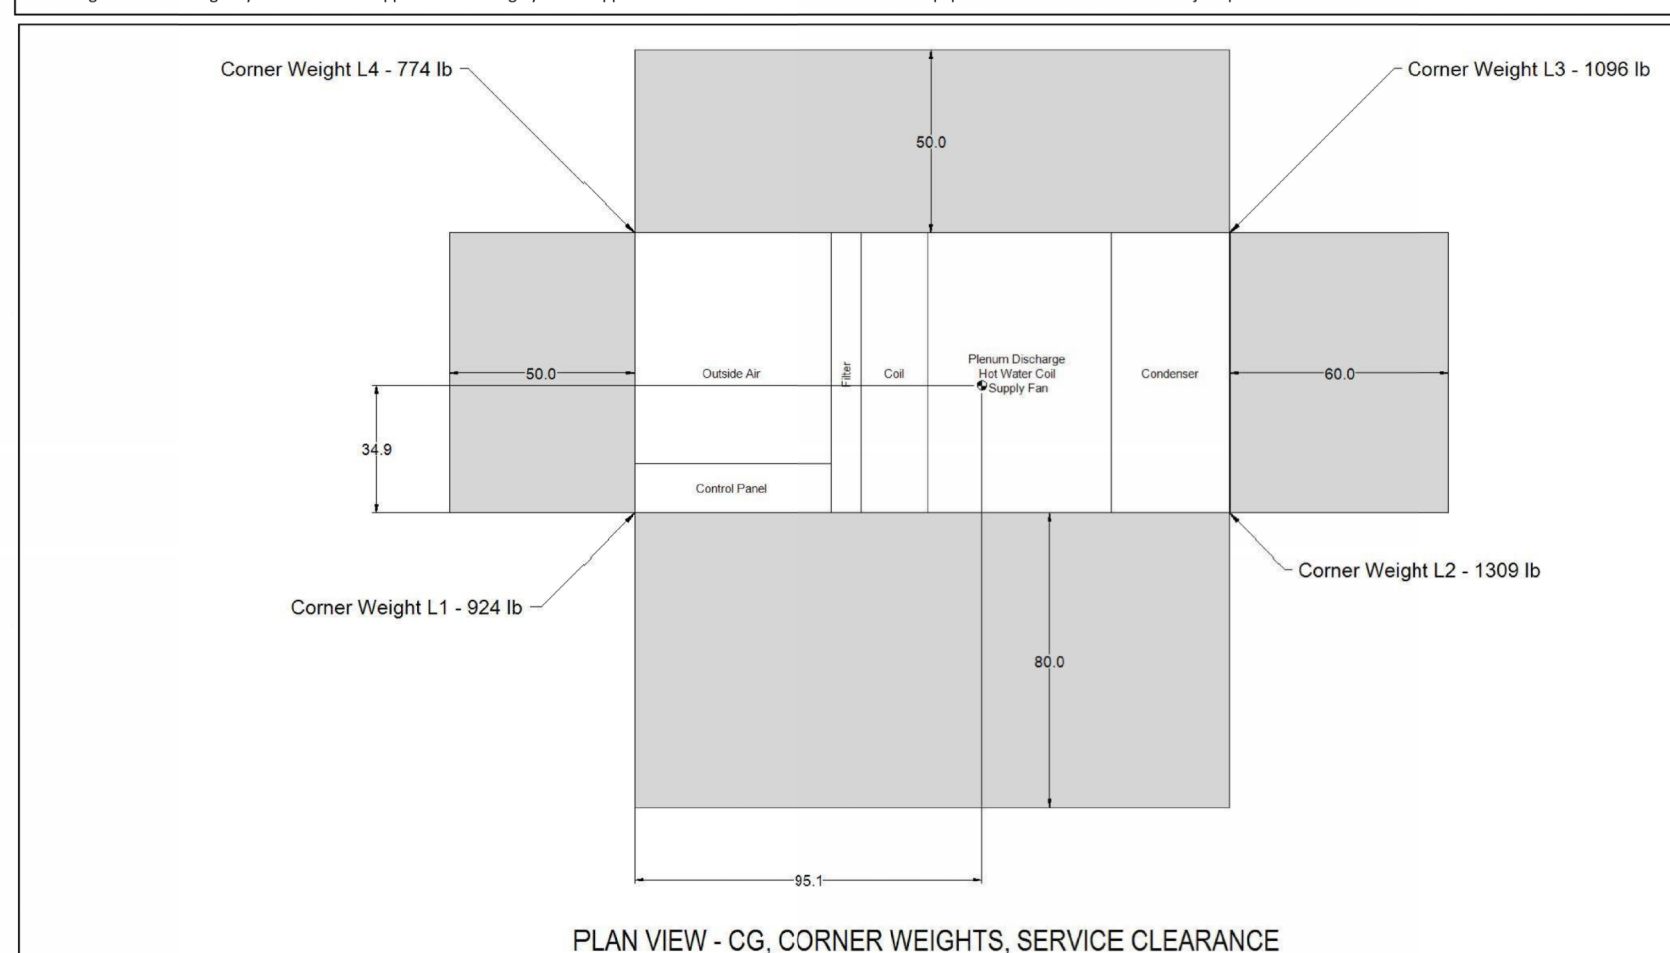 Corner Weight L4 - 774 lb
Corner Weight L3 - 1096 lb
50.0
Plenum Discharge
Hot Water Coil
Supply Fan
50.0
Outside Air
Filter
Coil
Condenser
60.0
34.9
Control Panel
Corner Weight L2 - 1309 lb
Corner Weight L1 - 924 lb
80.0
95.1
PLAN VIEW - CG, CORNER WEIGHTS, SERVICE CLEARANCE